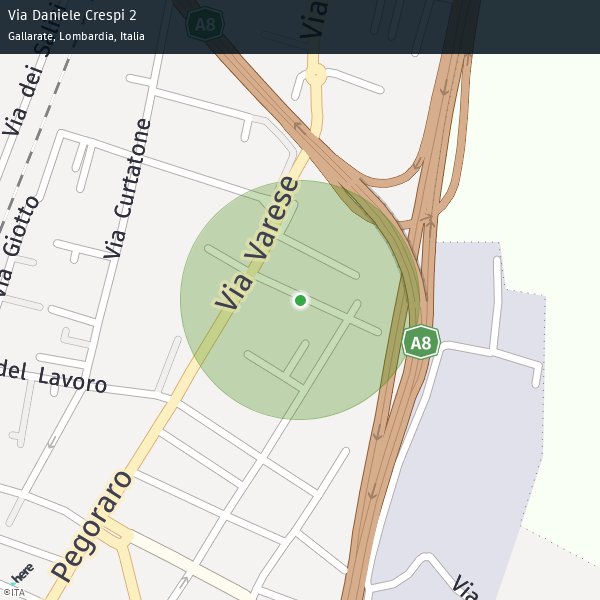 Via Daniele Crespi 2
Gallarate, Lombardia, Italia
A8
Via
Via dei Salici
Via Curtatone
Via Giotto
Via Varese
A8
del Lavoro
Pegoraro
Via
here
©ITA